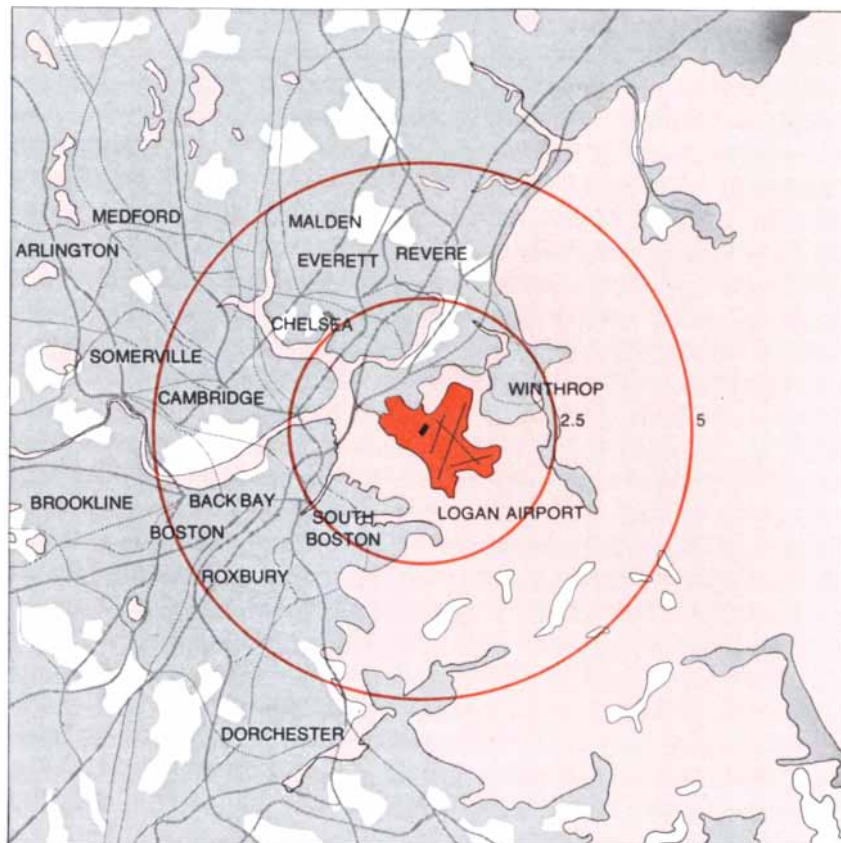 MEDFORD
MALDEN
ARLINGTON
EVERETT
REVERE
CHELSEA
SOMERVILLE
CAMBRIDGE
WINTHROP
2.5
5
BROOKLINE
BACK BAY
BOSTON
SOUTH
BOSTON
LOGAN AIRPORT
ROXBURY
DORCHESTER